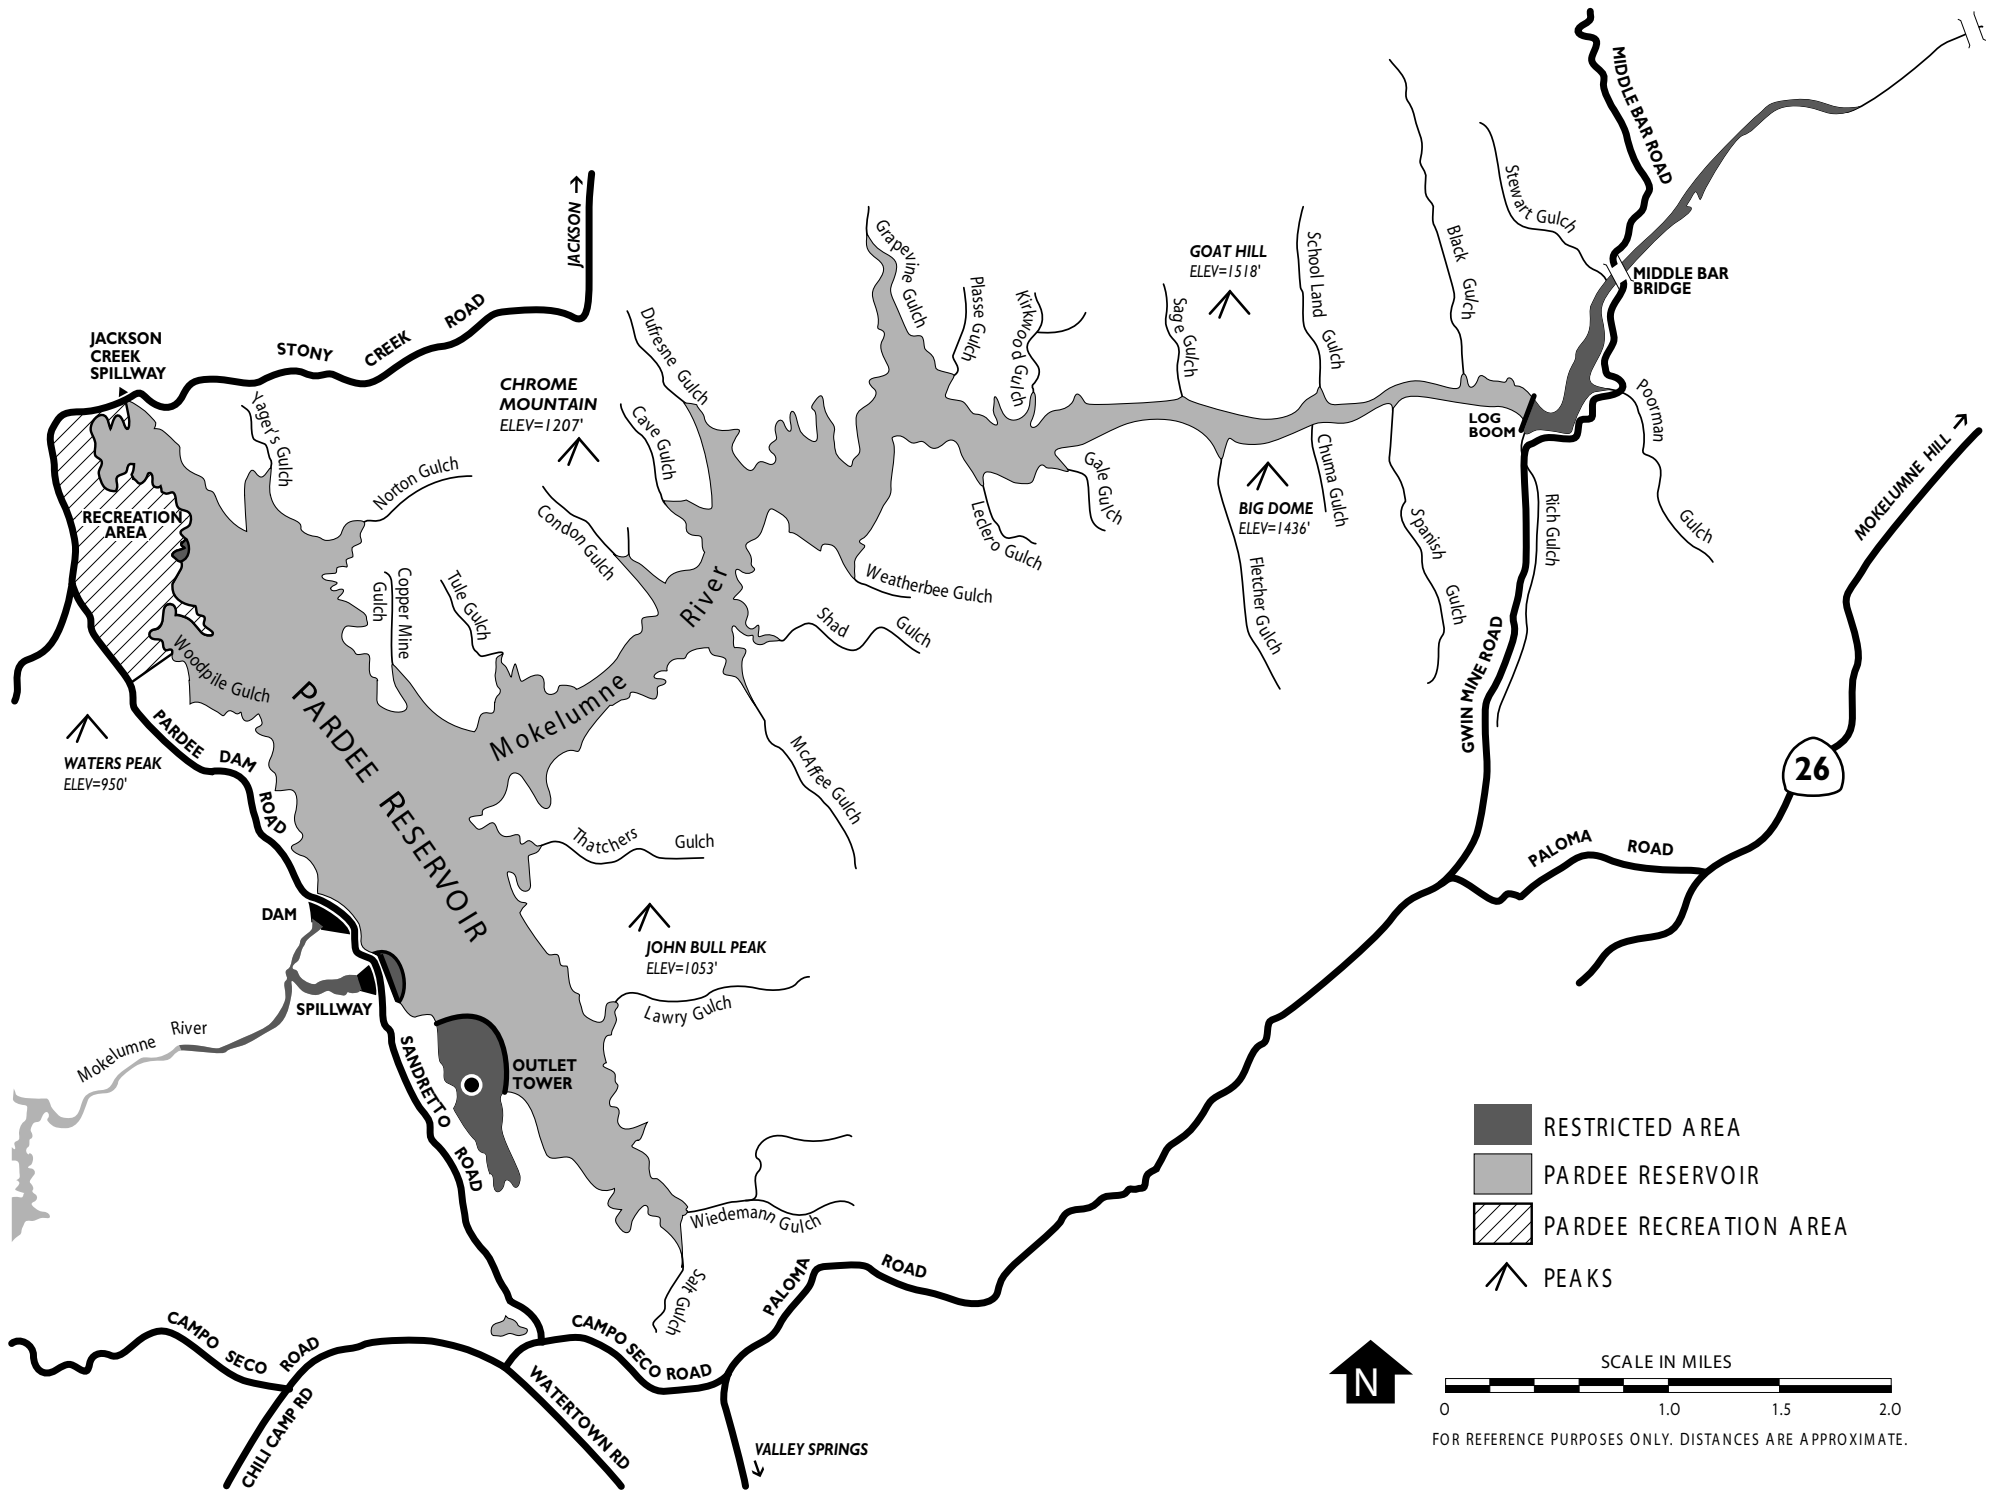 MIDDLE BAR ROAD
Stewart Gulch
JACKSON →
Grapevine Gulch
GOAT HILL
ELEV=1518'
School Land Gulch
Black Gulch
MIDDLE BAR
BRIDGE
Plasse Gulch
Kirkwood Gulch
Sage Gulch
Dufresne Gulch
JACKSON
CREEK
SPILLWAY
STONY CREEK ROAD
CHROME
MOUNTAIN
ELEV=1207'
Yager's Gulch
Norton Gulch
Cave Gulch
Condon Gulch
LOG
BOOM
Poorman Gulch
MOKELUMNE HILL →
Gale Gulch
Leclero Gulch
BIG DOME
ELEV=1436'
Chuma Gulch
Spanish Gulch
Rich Gulch
Fletcher Gulch
RECREATION
AREA
Copper Mine
Gulch
Tule Gulch
Mokelumne River
Weatherbee Gulch
Shad Gulch
Woodpile Gulch
PARDEE RESERVOIR
McAffee Gulch
GWIN MINE ROAD
WATERS PEAK
ELEV=950'
PARDEE DAM ROAD
26
Thatchers Gulch
PALOMA ROAD
DAM
JOHN BULL PEAK
ELEV=1053'
Lawry Gulch
SPILLWAY
Mokelumne River
SANDRETTO ROAD
OUTLET
TOWER
Wiedemann Gulch
Salt Gulch
PALOMA ROAD
CAMPO SECO ROAD
CAMPO SECO ROAD
CHILI CAMP RD
WATERTOWN RD
VALLEY SPRINGS
RESTRICTED AREA
PARDEE RESERVOIR
PARDEE RECREATION AREA
PEAKS
N
SCALE IN MILES
0 1.0 1.5 2.0
FOR REFERENCE PURPOSES ONLY. DISTANCES ARE APPROXIMATE.